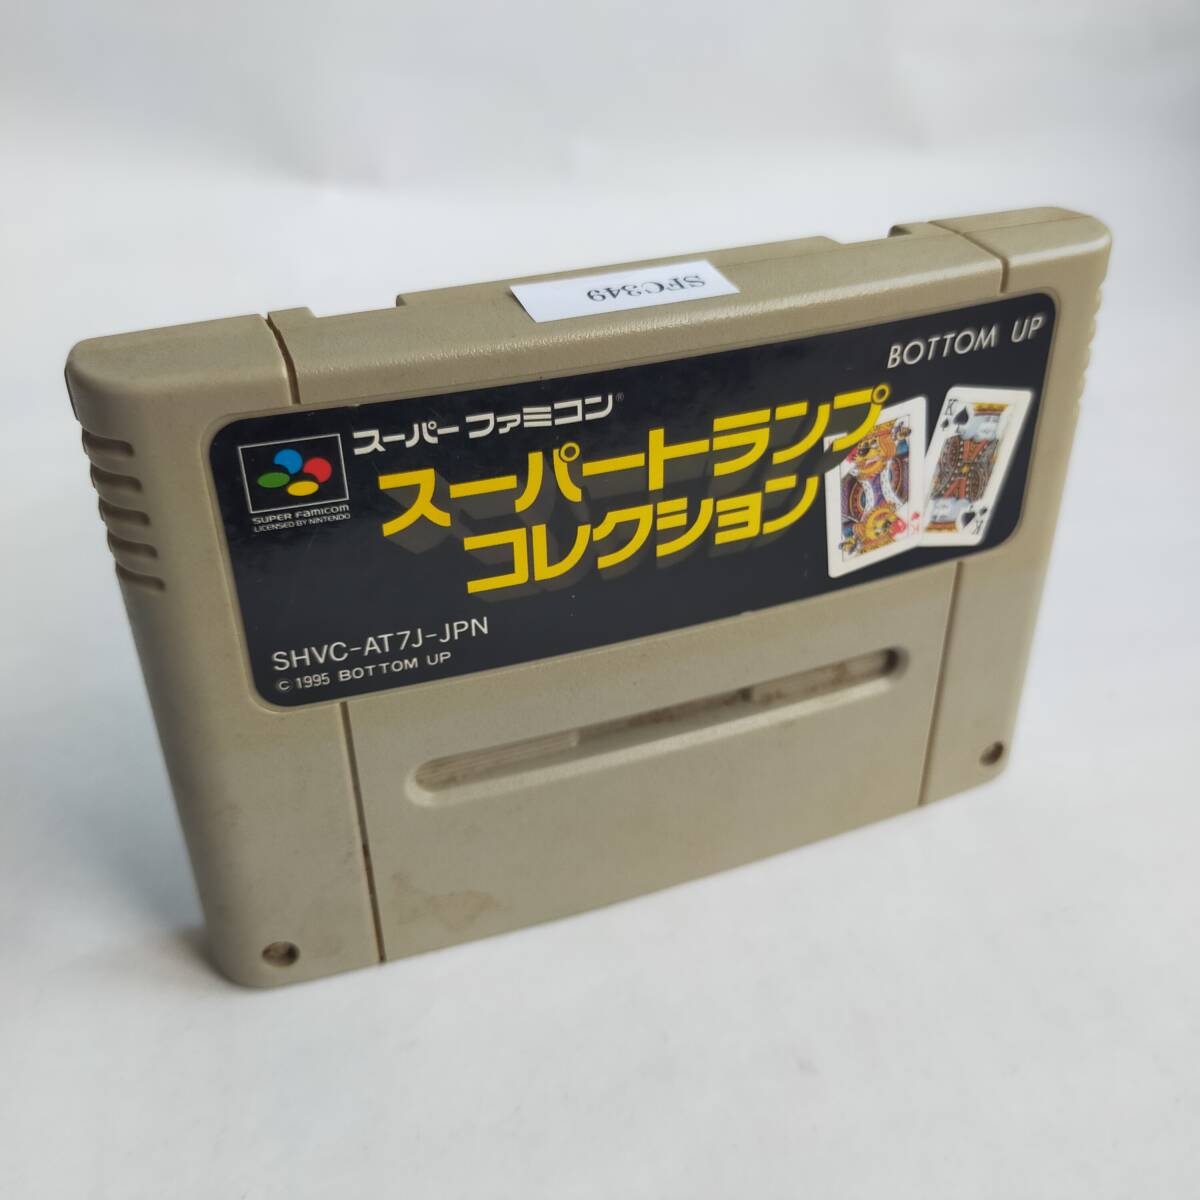 SFC349
BOTTOM UP
スーパーファミコン®
SUPER FAMICOM
LICENSED BY NINTENDO
スーパートランプ
コレクション
K
K
SHVC-AT7J-JPN
© 1995 BOTTOM UP